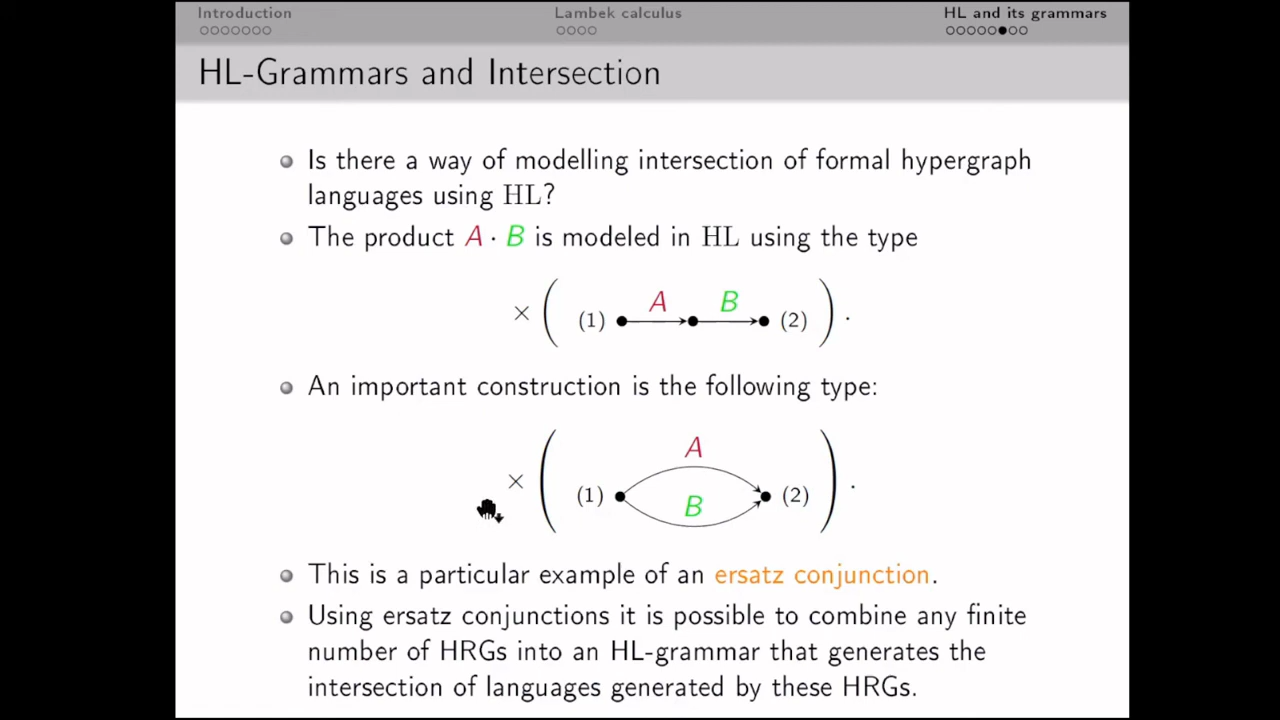 Introduction Lambek calculus HL and its grammars
HL-Grammars and Intersection
Is there a way of modelling intersection of formal hypergraph
languages using HL?
The product A · B is modeled in HL using the type
× ( (1) A B (2) ) .
An important construction is the following type:
× ( (1) A B (2) ) .
This is a particular example of an ersatz conjunction.
Using ersatz conjunctions it is possible to combine any finite
number of HRGs into an HL-grammar that generates the
intersection of languages generated by these HRGs.